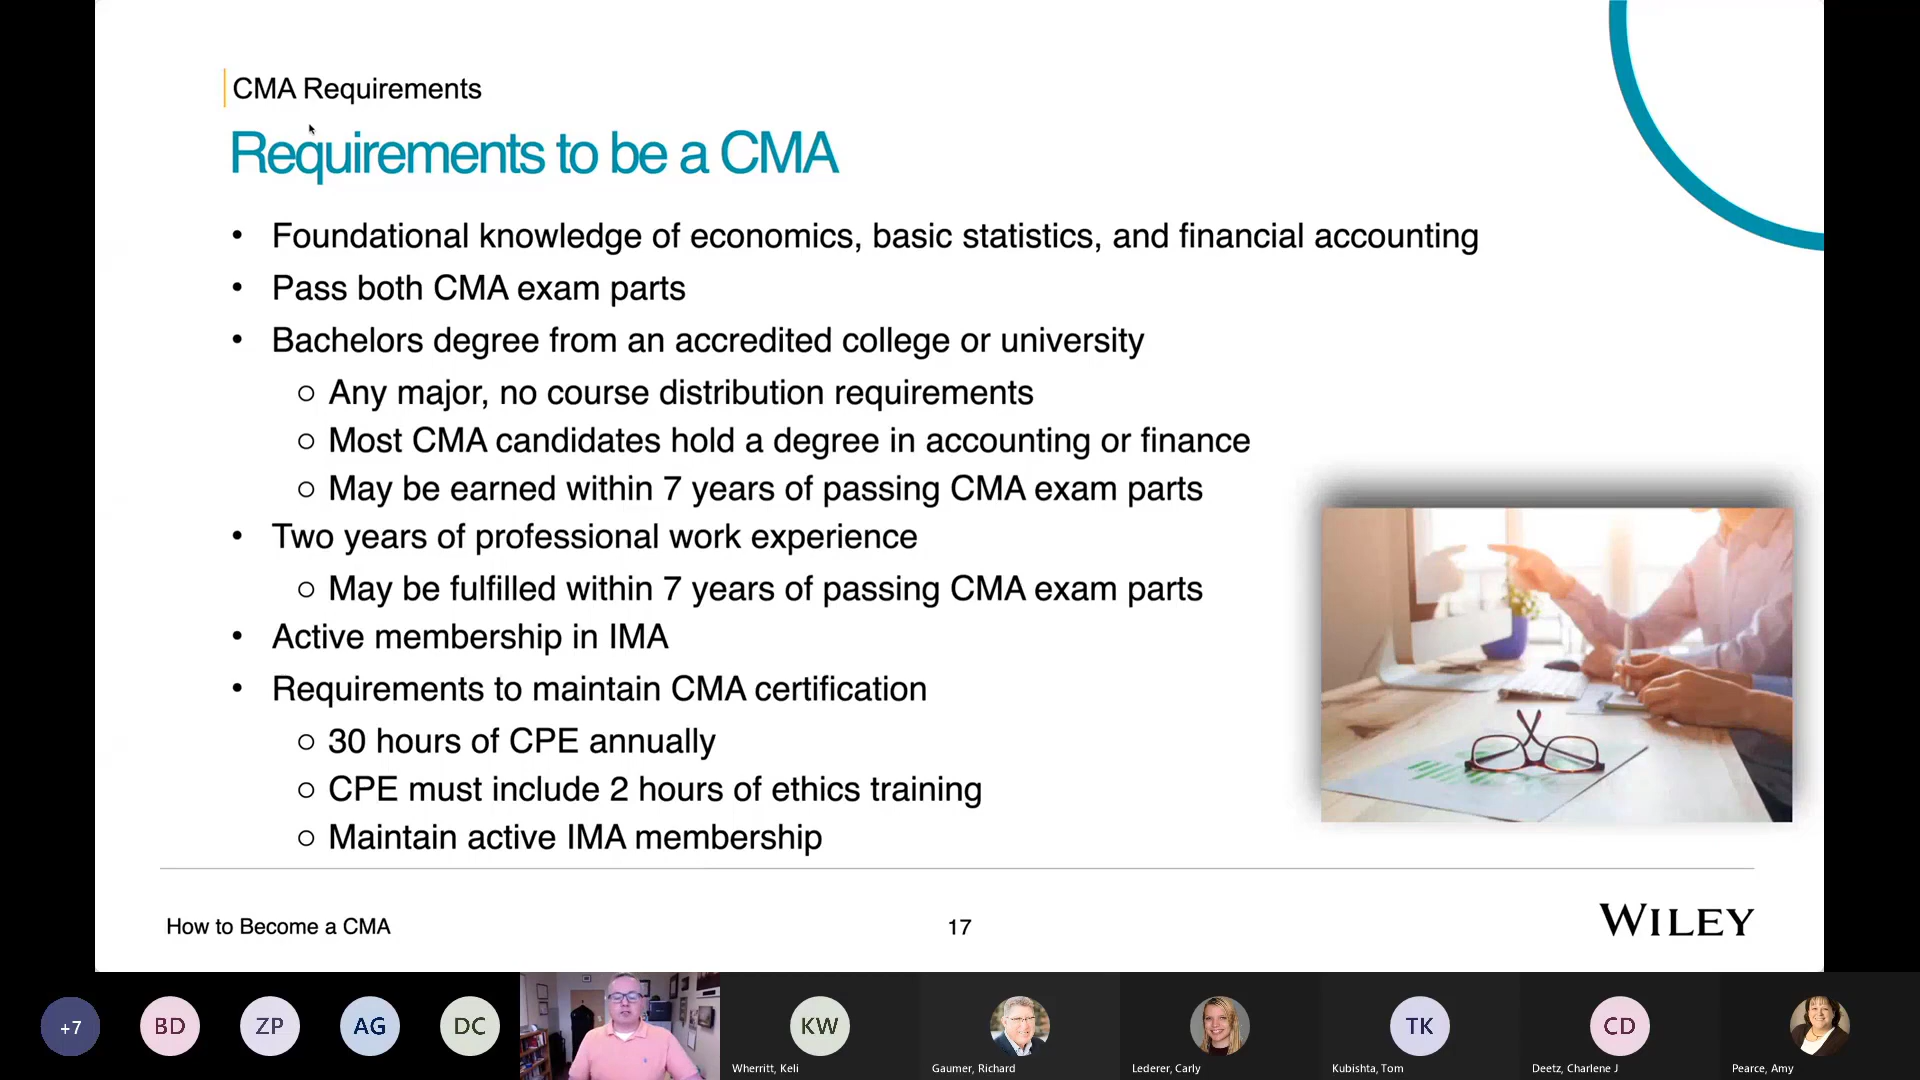 CMA Requirements
Requirements to be a CMA
• Foundational knowledge of economics, basic statistics, and financial accounting
• Pass both CMA exam parts
• Bachelors degree from an accredited college or university
○ Any major, no course distribution requirements
○ Most CMA candidates hold a degree in accounting or finance
○ May be earned within 7 years of passing CMA exam parts
• Two years of professional work experience
○ May be fulfilled within 7 years of passing CMA exam parts
• Active membership in IMA
• Requirements to maintain CMA certification
○ 30 hours of CPE annually
○ CPE must include 2 hours of ethics training
○ Maintain active IMA membership
How to Become a CMA
17
WILEY
+7
BD
ZP
AG
DC
KW
TK
CD
Wherritt, Keli
Gaumer, Richard
Lederer, Carly
Kubishta, Tom
Deetz, Charlene J
Pearce, Amy